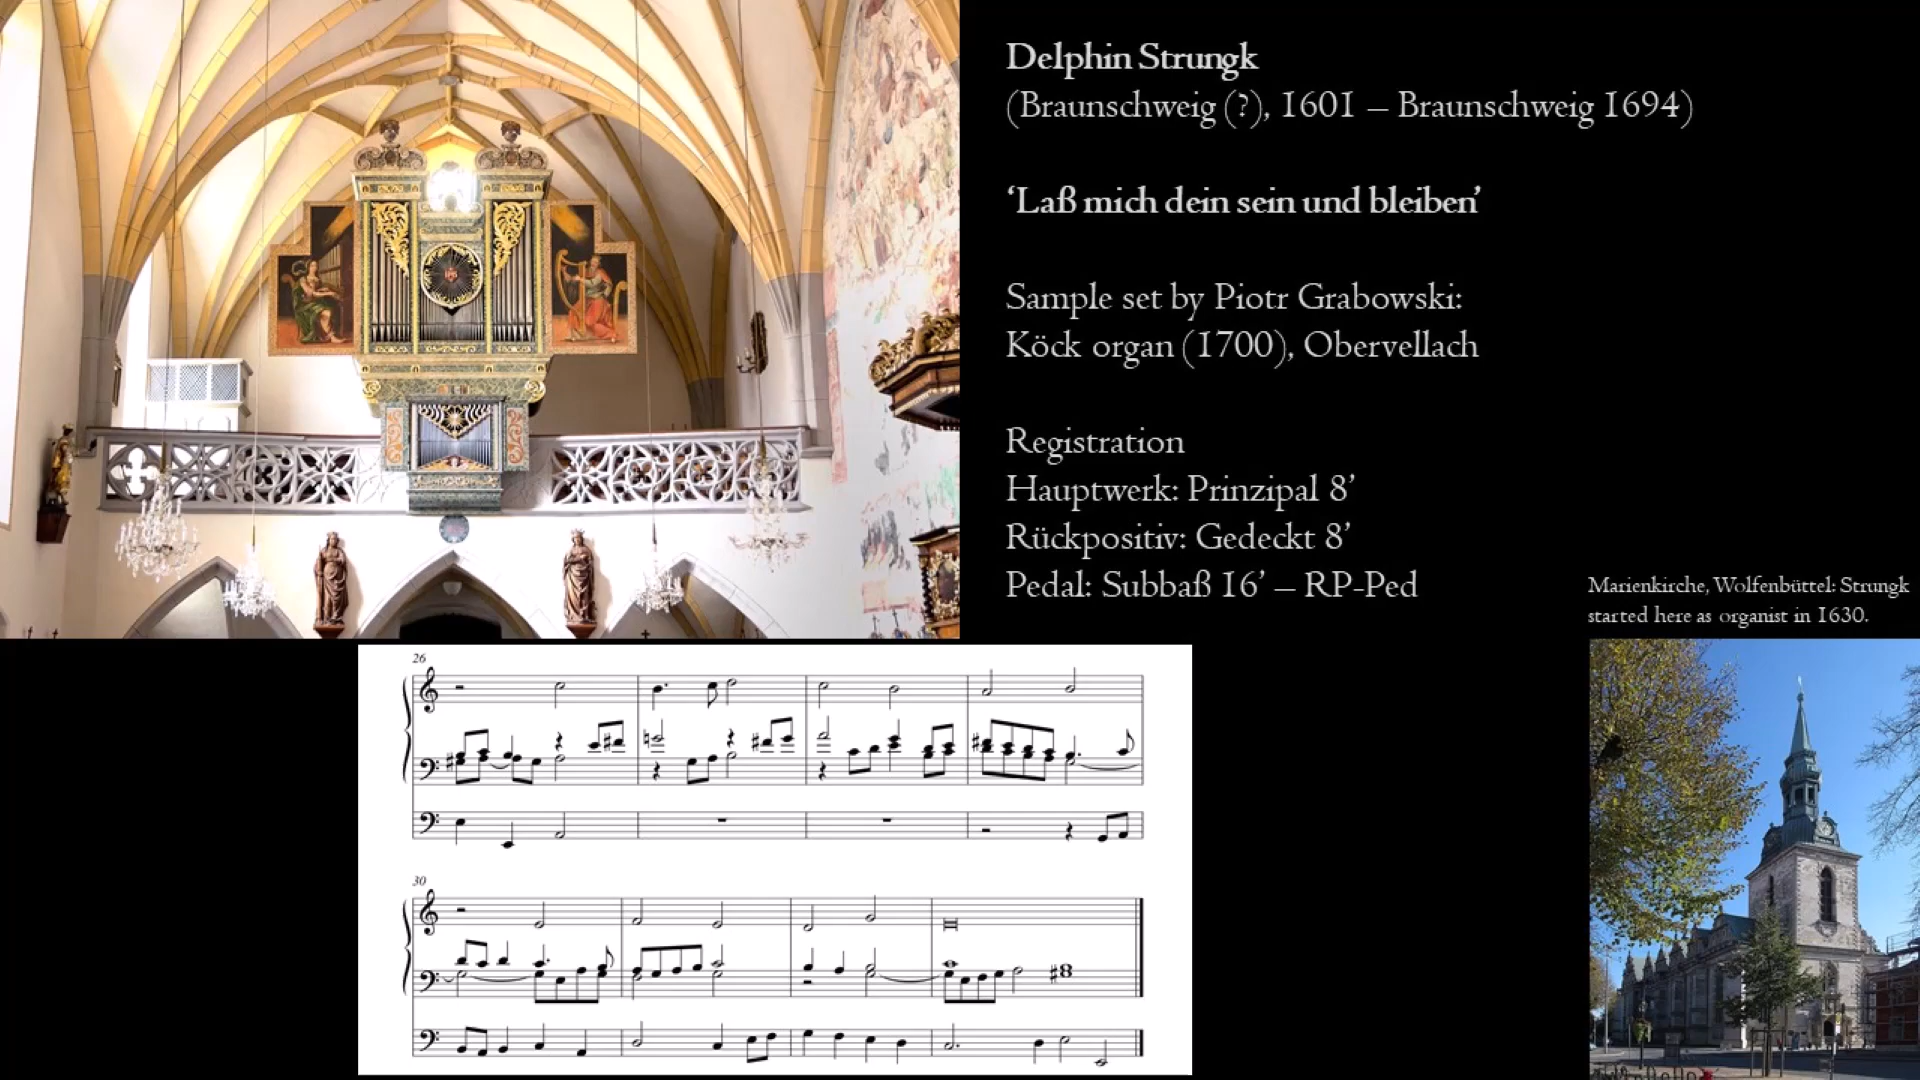 Delphin Strungk
(Braunschweig (?), 1601 – Braunschweig 1694)
‘Laß mich dein sein und bleiben’
Sample set by Piotr Grabowski:
Köck organ (1700), Obervellach
Registration
Hauptwerk: Prinzipal 8’
Rückpositiv: Gedeckt 8’
Pedal: Subbaß 16’ – RP-Ped
Marienkirche, Wolfenbüttel: Strungk
started here as organist in 1630.
26
30